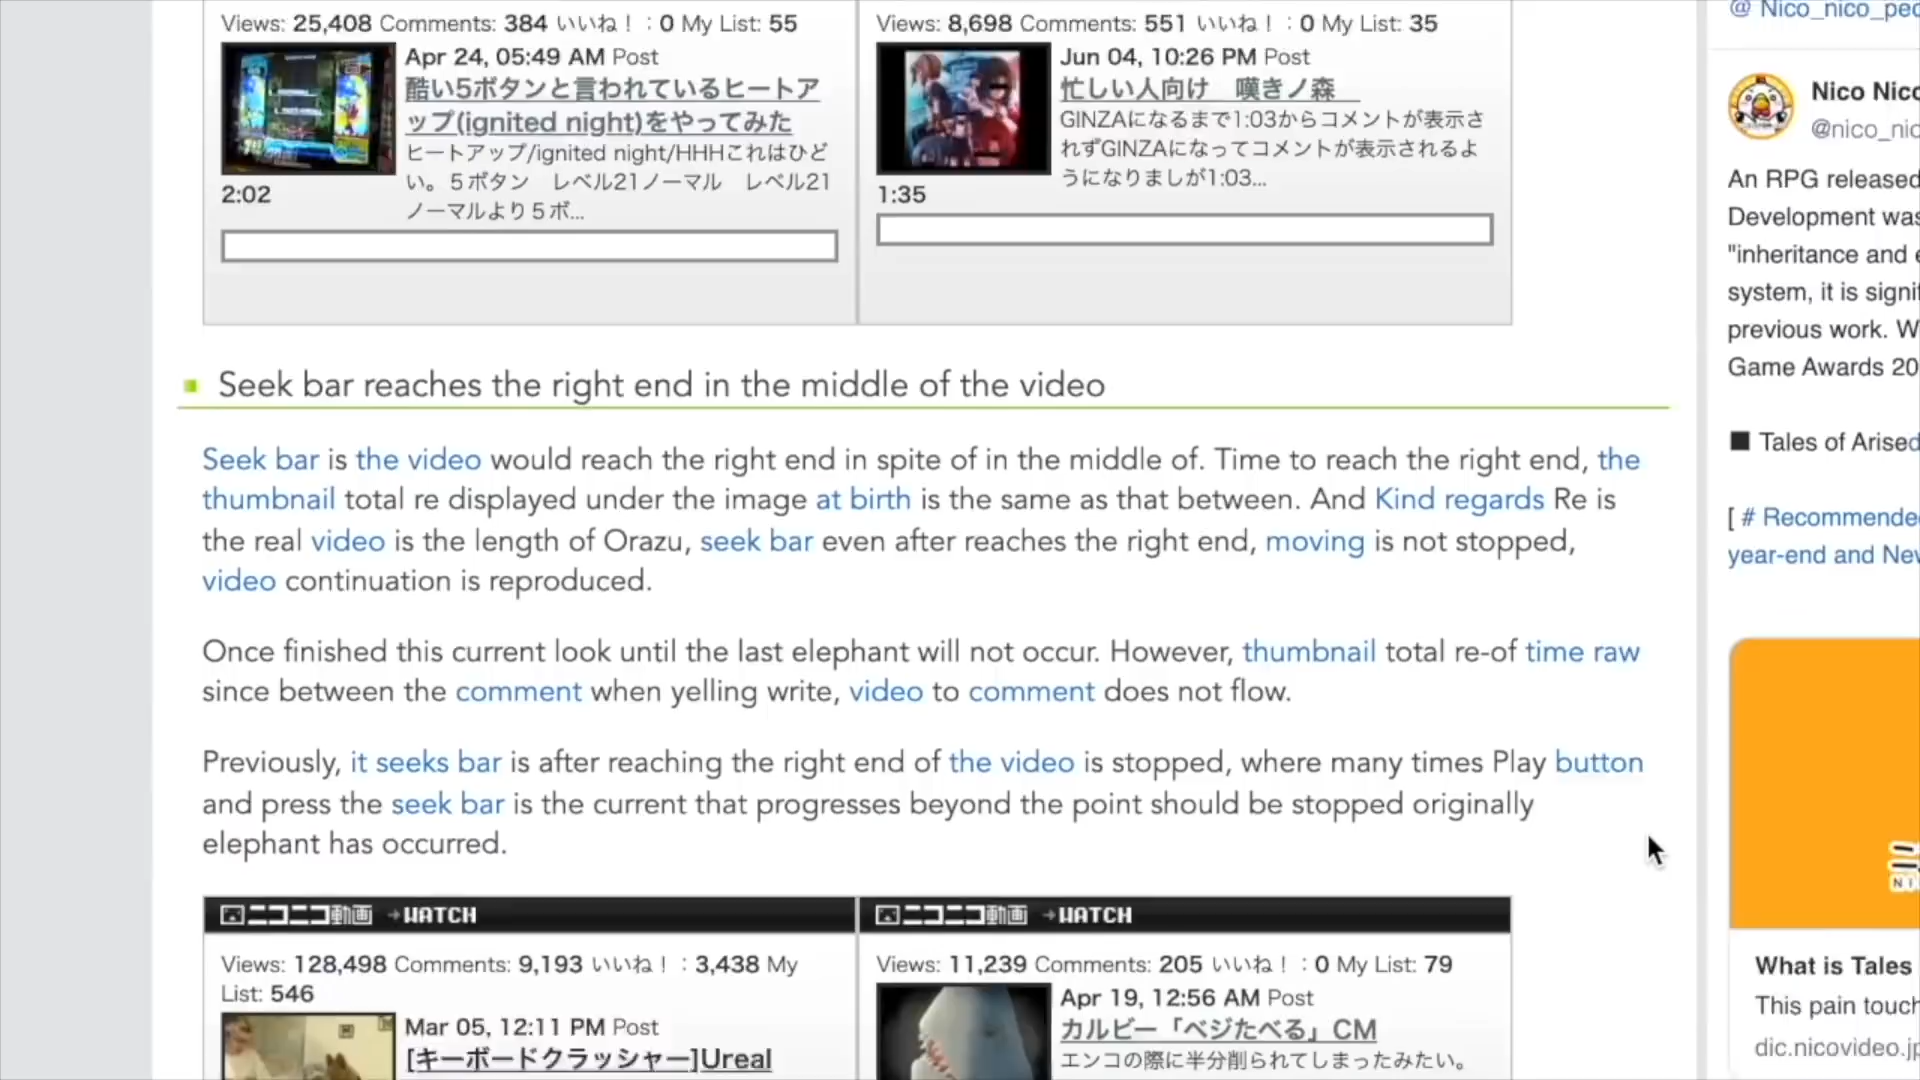 Views: 25,408 Comments: 384 いいね！：0 My List: 55
Apr 24, 05:49 AM Post
酷い5ボタンと言われているヒートア
ップ(ignited night)をやってみた
ヒートアップ/ignited night/HHHこれはひど
い。５ボタン　レベル21ノーマル　レベル21
ノーマルより５ボ...
2:02
Views: 8,698 Comments: 551 いいね！：0 My List: 35
Jun 04, 10:26 PM Post
忙しい人向け　嘆きノ森
GINZAになるまで1:03からコメントが表示さ
れずGINZAになってコメントが表示されるよ
うになりましが1:03...
1:35
Seek bar reaches the right end in the middle of the video
Seek bar is the video would reach the right end in spite of in the middle of. Time to reach the right end, the
thumbnail total re displayed under the image at birth is the same as that between. And Kind regards Re is
the real video is the length of Orazu, seek bar even after reaches the right end, moving is not stopped,
video continuation is reproduced.
Once finished this current look until the last elephant will not occur. However, thumbnail total re-of time raw
since between the comment when yelling write, video to comment does not flow.
Previously, it seeks bar is after reaching the right end of the video is stopped, where many times Play button
and press the seek bar is the current that progresses beyond the point should be stopped originally
elephant has occurred.
ニコニコ動画 →WATCH
Views: 128,498 Comments: 9,193 いいね！：3,438 My
List: 546
Mar 05, 12:11 PM Post
[キーボードクラッシャー]Ureal
ニコニコ動画 →WATCH
Views: 11,239 Comments: 205 いいね！：0 My List: 79
Apr 19, 12:56 AM Post
カルビー「ベジたべる」CM
エンコの際に半分削られてしまったみたい。
@ Nico_nico_ped
Nico Nico
@nico_nic
An RPG released
Development was
"inheritance and e
system, it is signif
previous work. W
Game Awards 20
■ Tales of Arised
[ # Recommended
year-end and New
What is Tales
This pain touch
dic.nicovideo.jp